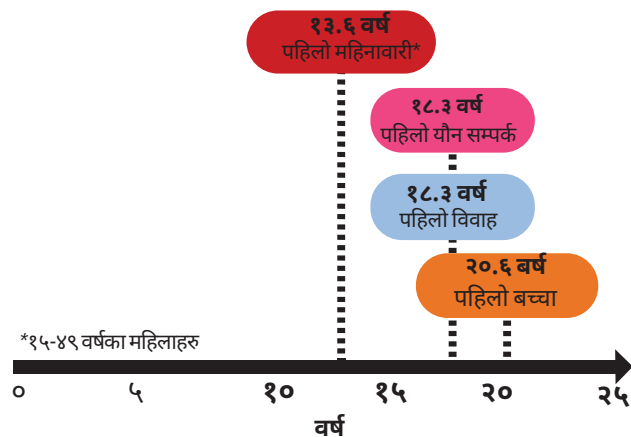 १३.६ वर्ष
पहिलो महिनावारी*
१८.३ वर्ष
पहिलो यौन सम्पर्क
१८.३ वर्ष
पहिलो विवाह
२०.६ बर्ष
पहिलो बच्चा
*१५-४९ वर्षका महिलाहरु
० ५ १० १५ २० २५
वर्ष